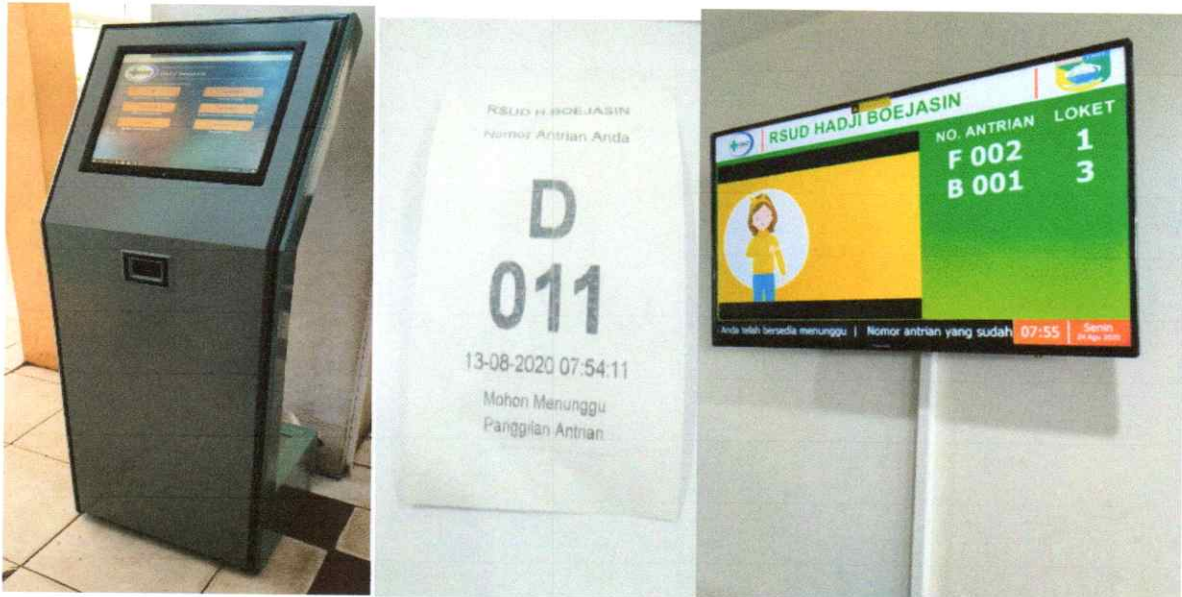 RSUD H.BOEJASIN
Nomor Antrian Anda
D
011
13-08-2020 07:54:11
Mohon Menunggu
Panggilan Antrian
RSUD HADJI BOEJASIN
NO. ANTRIAN LOKET
F 002 1
B 001 3
Anda telah bersedia menunggu | Nomor antrian yang sudah 07:55 Senin